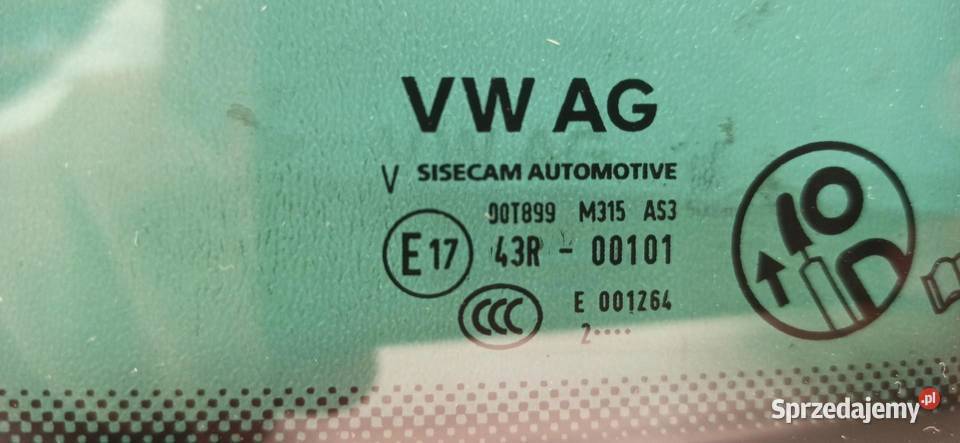 VW AG
V SISECAM AUTOMOTIVE
00T899 M315 AS3
E17 43R - 00101
CCC E 001264
2····
Sprzedajemy.pl